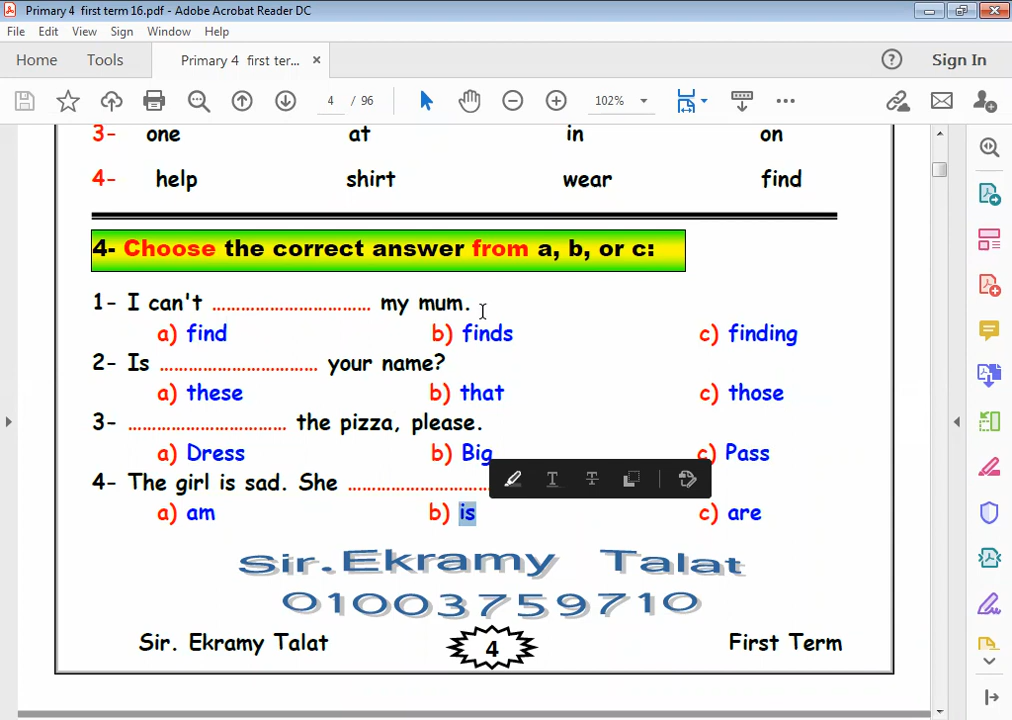 Primary 4 first term 16.pdf - Adobe Acrobat Reader DC
File Edit View Sign Window Help
Home Tools Primary 4 first ter... × Sign In
4 / 96 102%
3- one at in on
4- help shirt wear find
4- Choose the correct answer from a, b, or c:
1- I can't ................................ my mum.
a) find b) finds c) finding
2- Is ................................ your name?
a) these b) that c) those
3- ................................ the pizza, please.
a) Dress b) Big c) Pass
4- The girl is sad. She ............................
a) am b) is c) are
Sir.Ekramy Talat
01003759710
Sir. Ekramy Talat 4 First Term